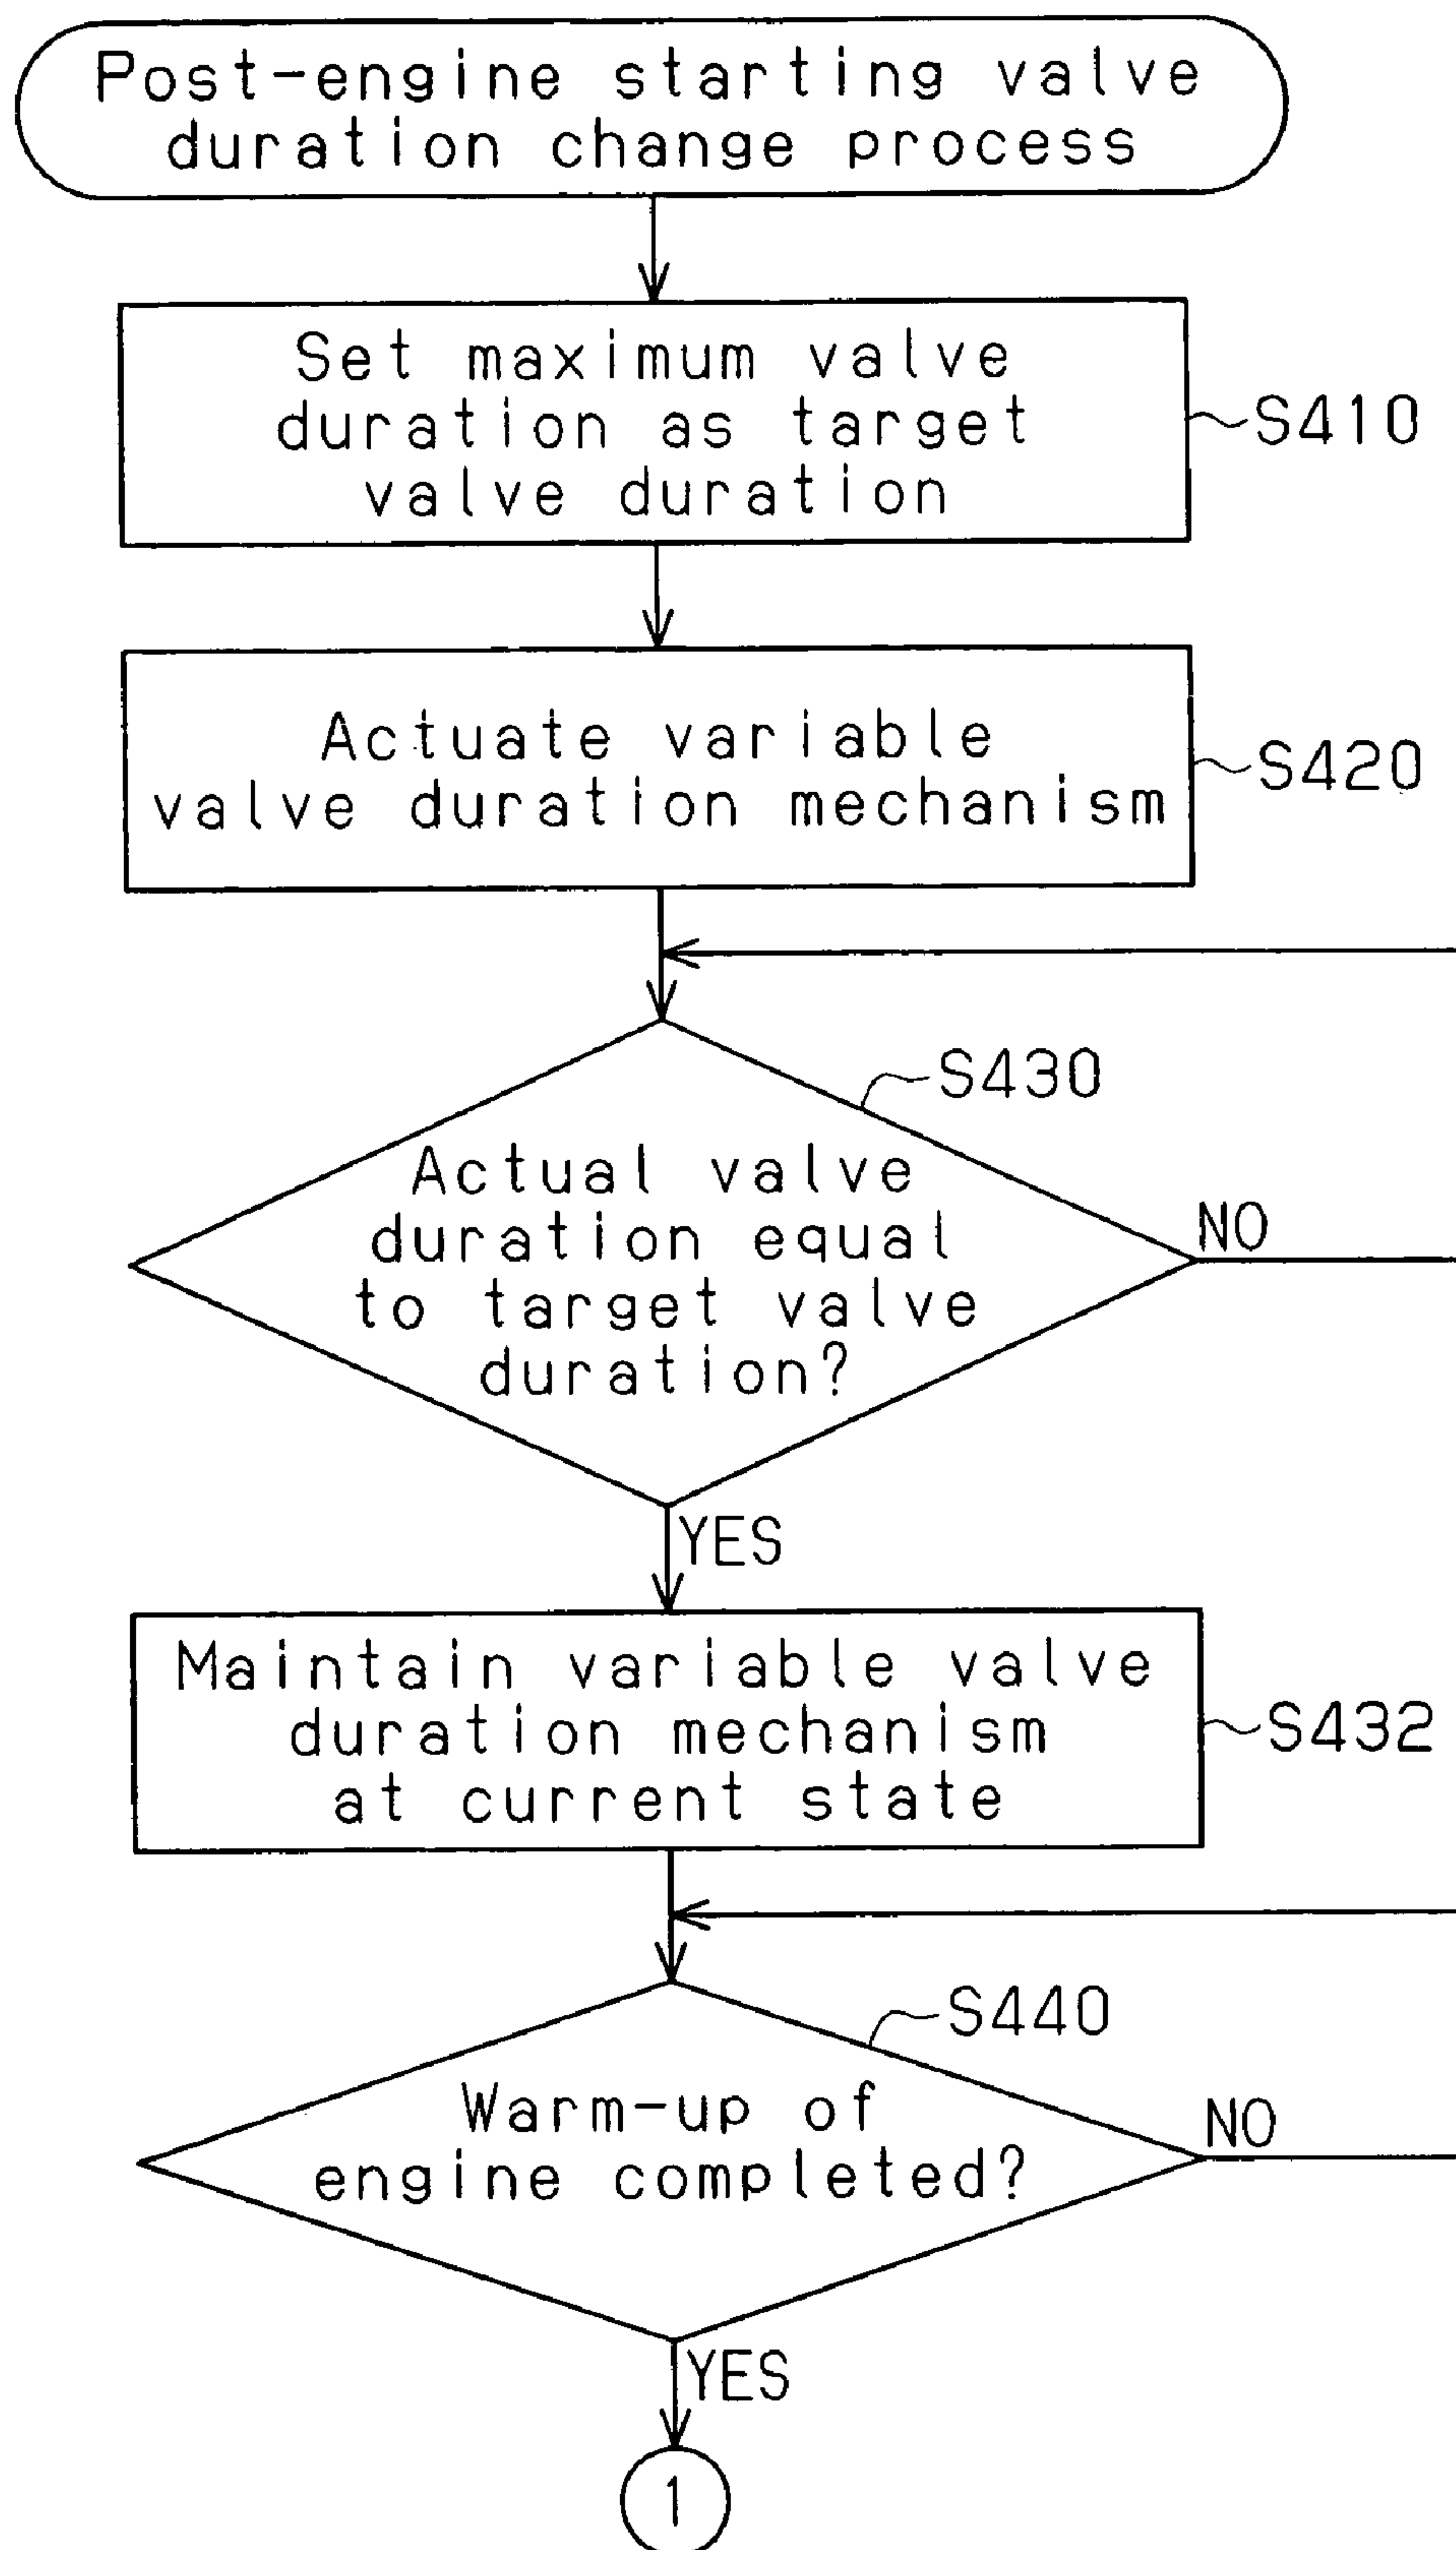 Post-engine starting valve
duration change process
Set maximum valve
duration as target
valve duration
S410
Actuate variable
valve duration mechanism
S420
S430
Actual valve
duration equal
to target valve
duration?
NO
YES
Maintain variable valve
duration mechanism
at current state
S432
S440
Warm-up of
engine completed?
NO
YES
1